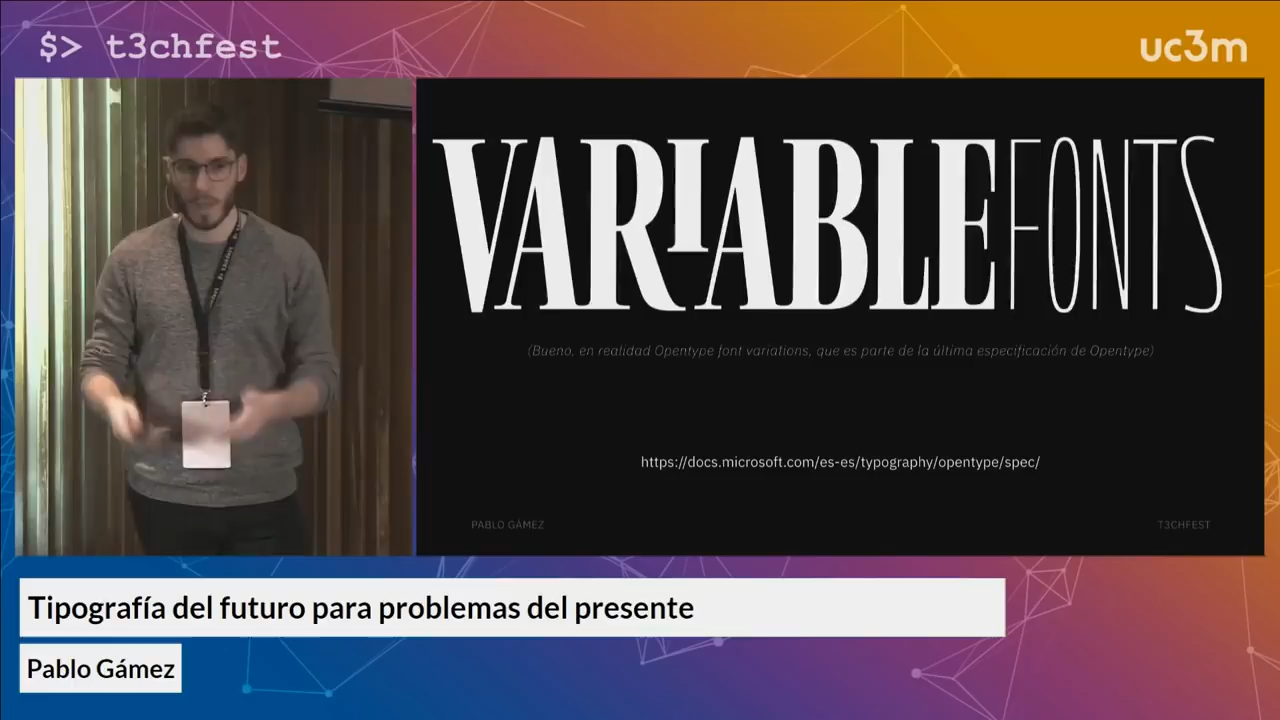 $> t3chfest
uc3m
VARIABLEFONTS
(Bueno, en realidad Opentype font variations, que es parte de la última especificación de Opentype)
https://docs.microsoft.com/es-es/typography/opentype/spec/
PABLO GÁMEZ
T3CHFEST
Tipografía del futuro para problemas del presente
Pablo Gámez